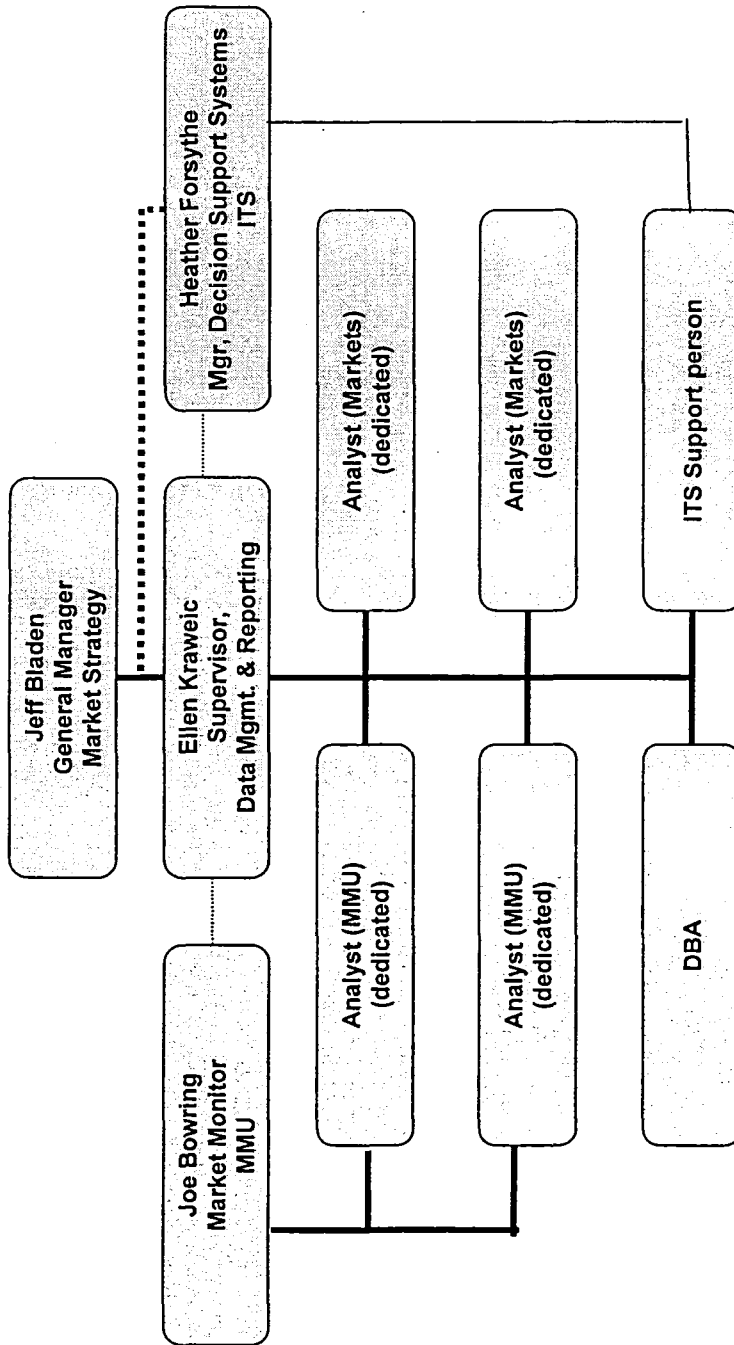 Jeff Bladen
General Manager
Market Strategy
Joe Bowring
Market Monitor
MMU
Ellen Kraweic
Supervisor,
Data Mgmt. & Reporting
Heather Forsythe
Mgr, Decision Support Systems
ITS
Analyst (MMU)
(dedicated)
Analyst (Markets)
(dedicated)
Analyst (MMU)
(dedicated)
Analyst (Markets)
(dedicated)
DBA
ITS Support person